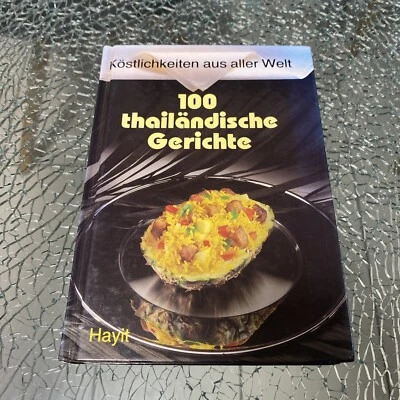 Köstlichkeiten aus aller Welt
100
thailändische
Gerichte
Hayit